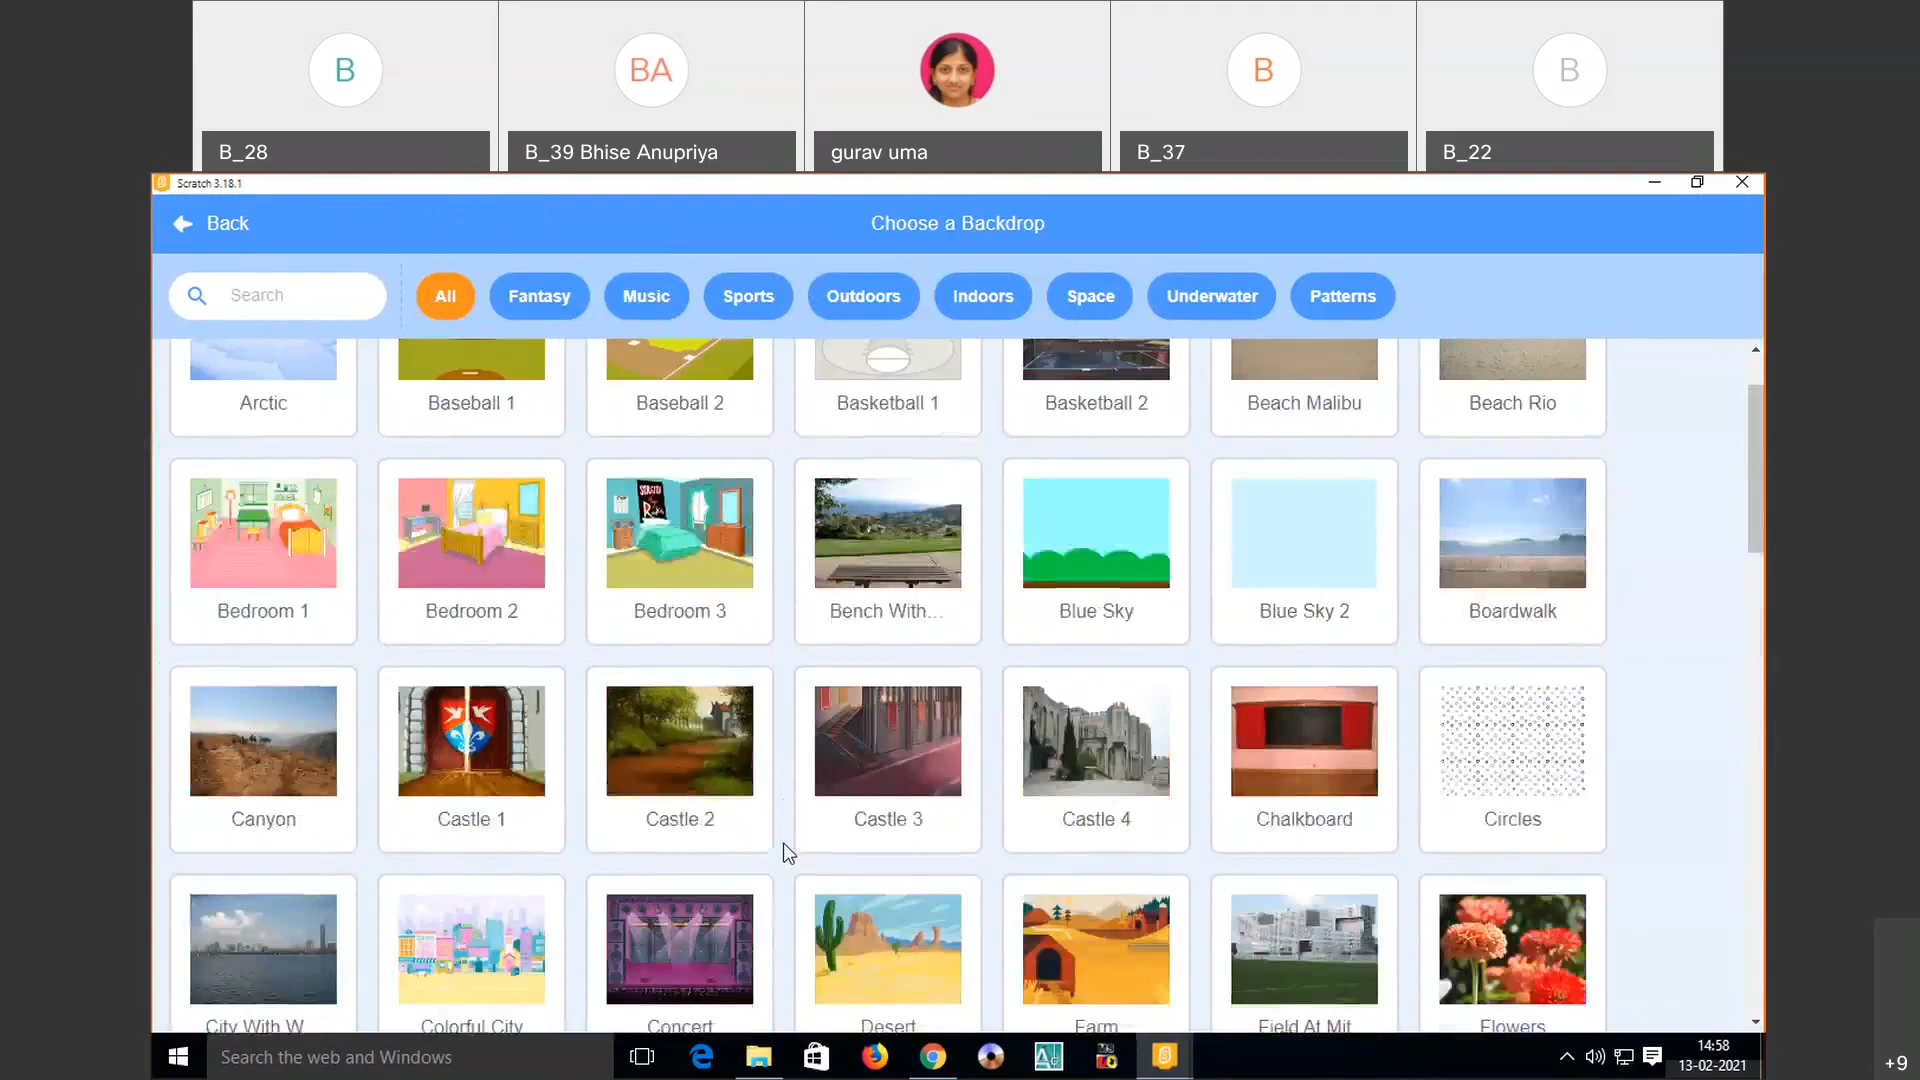 B
BA
B
B
B_28
B_39 Bhise Anupriya
gurav uma
B_37
B_22
Scratch 3.18.1
Back
Choose a Backdrop
Search
All
Fantasy
Music
Sports
Outdoors
Indoors
Space
Underwater
Patterns
Arctic
Baseball 1
Baseball 2
Basketball 1
Basketball 2
Beach Malibu
Beach Rio
Bedroom 1
Bedroom 2
Bedroom 3
Bench With...
Blue Sky
Blue Sky 2
Boardwalk
Canyon
Castle 1
Castle 2
Castle 3
Castle 4
Chalkboard
Circles
City With W
Colorful City
Concert
Desert
Farm
Field At Mit
Flowers
Search the web and Windows
14:58
13-02-2021
+9